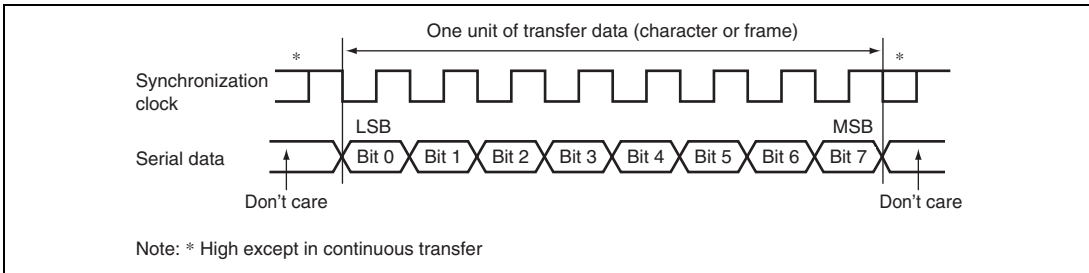 One unit of transfer data (character or frame)
*
*
Synchronization
clock
LSB
MSB
Serial data
Bit 0
Bit 1
Bit 2
Bit 3
Bit 4
Bit 5
Bit 6
Bit 7
Don't care
Don't care
Note: * High except in continuous transfer